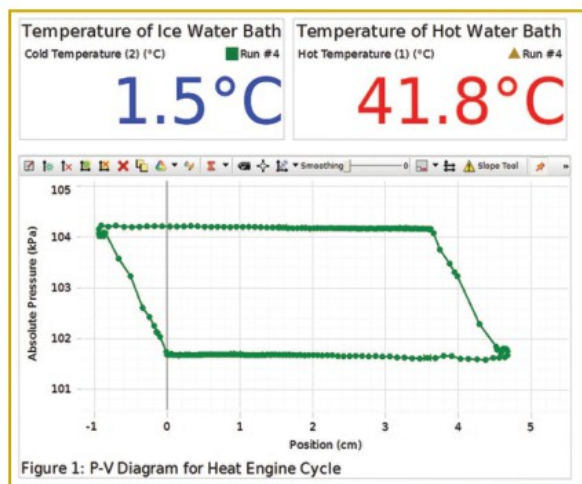 Temperature of Ice Water Bath
Cold Temperature (2) (°C) Run #4
1.5°C
Temperature of Hot Water Bath
Hot Temperature (1) (°C) Run #4
41.8°C
Smoothing 0 Slope Tool »
105
104
103
102
101
Absolute Pressure (kPa)
-1 0 1 2 3 4 5
Position (cm)
Figure 1: P-V Diagram for Heat Engine Cycle